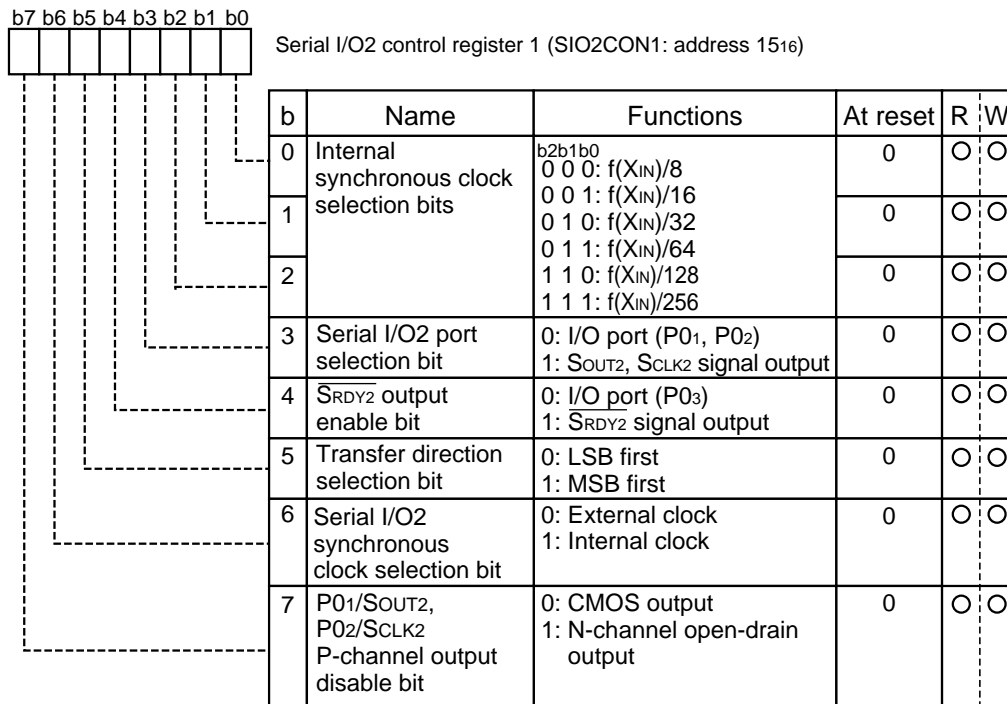 b7 b6 b5 b4 b3 b2 b1 b0
Serial I/O2 control register 1 (SIO2CON1: address 1516)
b Name Functions At reset R W
0 Internal synchronous clock selection bits
1
2
b2b1b0
0 0 0: f(XIN)/8
0 0 1: f(XIN)/16
0 1 0: f(XIN)/32
0 1 1: f(XIN)/64
1 1 0: f(XIN)/128
1 1 1: f(XIN)/256
0
0
0
3 Serial I/O2 port
selection bit
0: I/O port (P01, P02)
1: SOUT2, SCLK2 signal output
0
4 SRDY2 output
enable bit
0: I/O port (P03)
1: SRDY2 signal output
0
5 Transfer direction
selection bit
0: LSB first
1: MSB first
0
6 Serial I/O2
synchronous
clock selection bit
0: External clock
1: Internal clock
0
7 P01/SOUT2,
P02/SCLK2
P-channel output
disable bit
0: CMOS output
1: N-channel open-drain
output
0